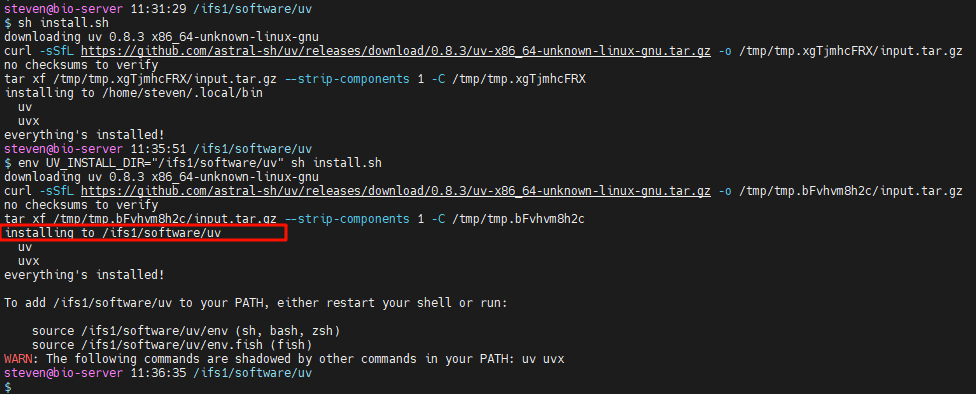 steven@bio-server 11:31:29 /ifs1/software/uv
$ sh install.sh
downloading uv 0.8.3 x86_64-unknown-linux-gnu
curl -sSfL https://github.com/astral-sh/uv/releases/download/0.8.3/uv-x86_64-unknown-linux-gnu.tar.gz -o /tmp/tmp.xgTjmhcFRX/input.tar.gz
no checksums to verify
tar xf /tmp/tmp.xgTjmhcFRX/input.tar.gz --strip-components 1 -C /tmp/tmp.xgTjmhcFRX
installing to /home/steven/.local/bin
  uv
  uvx
everything's installed!
steven@bio-server 11:35:51 /ifs1/software/uv
$ env UV_INSTALL_DIR="/ifs1/software/uv" sh install.sh
downloading uv 0.8.3 x86_64-unknown-linux-gnu
curl -sSfL https://github.com/astral-sh/uv/releases/download/0.8.3/uv-x86_64-unknown-linux-gnu.tar.gz -o /tmp/tmp.bFvhvm8h2c/input.tar.gz
no checksums to verify
tar xf /tmp/tmp.bFvhvm8h2c/input.tar.gz --strip-components 1 -C /tmp/tmp.bFvhvm8h2c
installing to /ifs1/software/uv
  uv
  uvx
everything's installed!

To add /ifs1/software/uv to your PATH, either restart your shell or run:

    source /ifs1/software/uv/env (sh, bash, zsh)
    source /ifs1/software/uv/env.fish (fish)
WARN: The following commands are shadowed by other commands in your PATH: uv uvx
steven@bio-server 11:36:35 /ifs1/software/uv
$